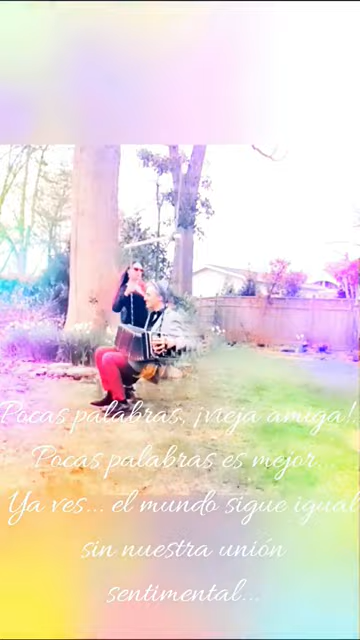 Pocas palabras, ¡vieja amiga!
Pocas palabras es mejor...
Ya ves... el mundo sigue igual
sin nuestra unión
sentimental...